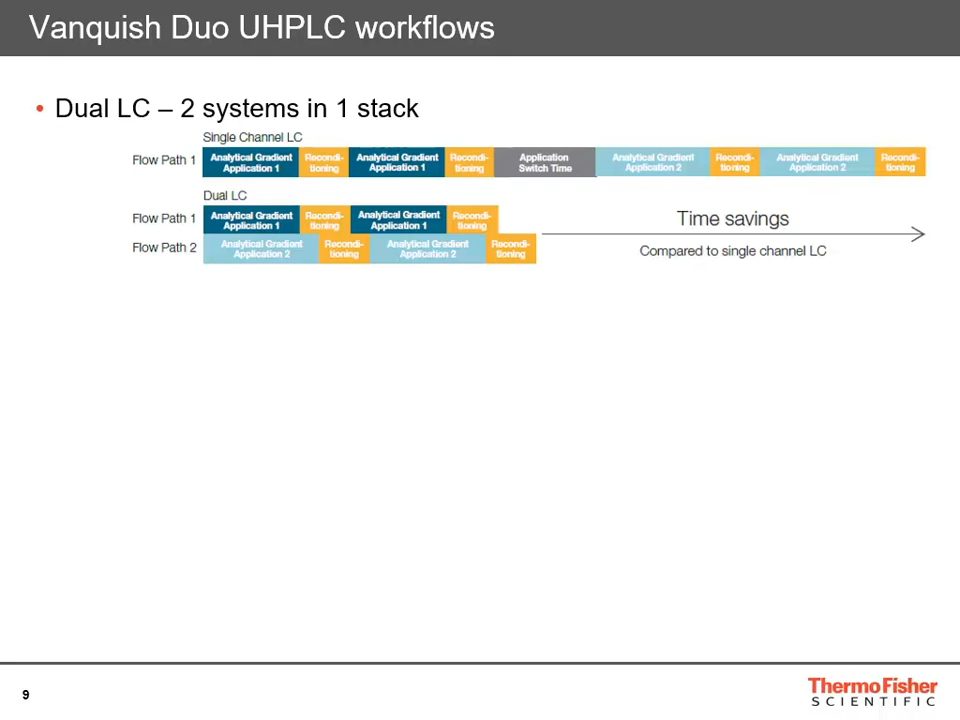 Vanquish Duo UHPLC workflows
• Dual LC – 2 systems in 1 stack
Single Channel LC
Flow Path 1
Analytical Gradient
Application 1
Recondi-
tioning
Analytical Gradient
Application 1
Recondi-
tioning
Application
Switch Time
Analytical Gradient
Application 2
Recondi-
tioning
Analytical Gradient
Application 2
Recondi-
tioning
Dual LC
Flow Path 1
Analytical Gradient
Application 1
Recondi-
tioning
Analytical Gradient
Application 1
Recondi-
tioning
Flow Path 2
Analytical Gradient
Application 2
Recondi-
tioning
Analytical Gradient
Application 2
Recondi-
tioning
Time savings
Compared to single channel LC
9
ThermoFisher
SCIENTIFIC